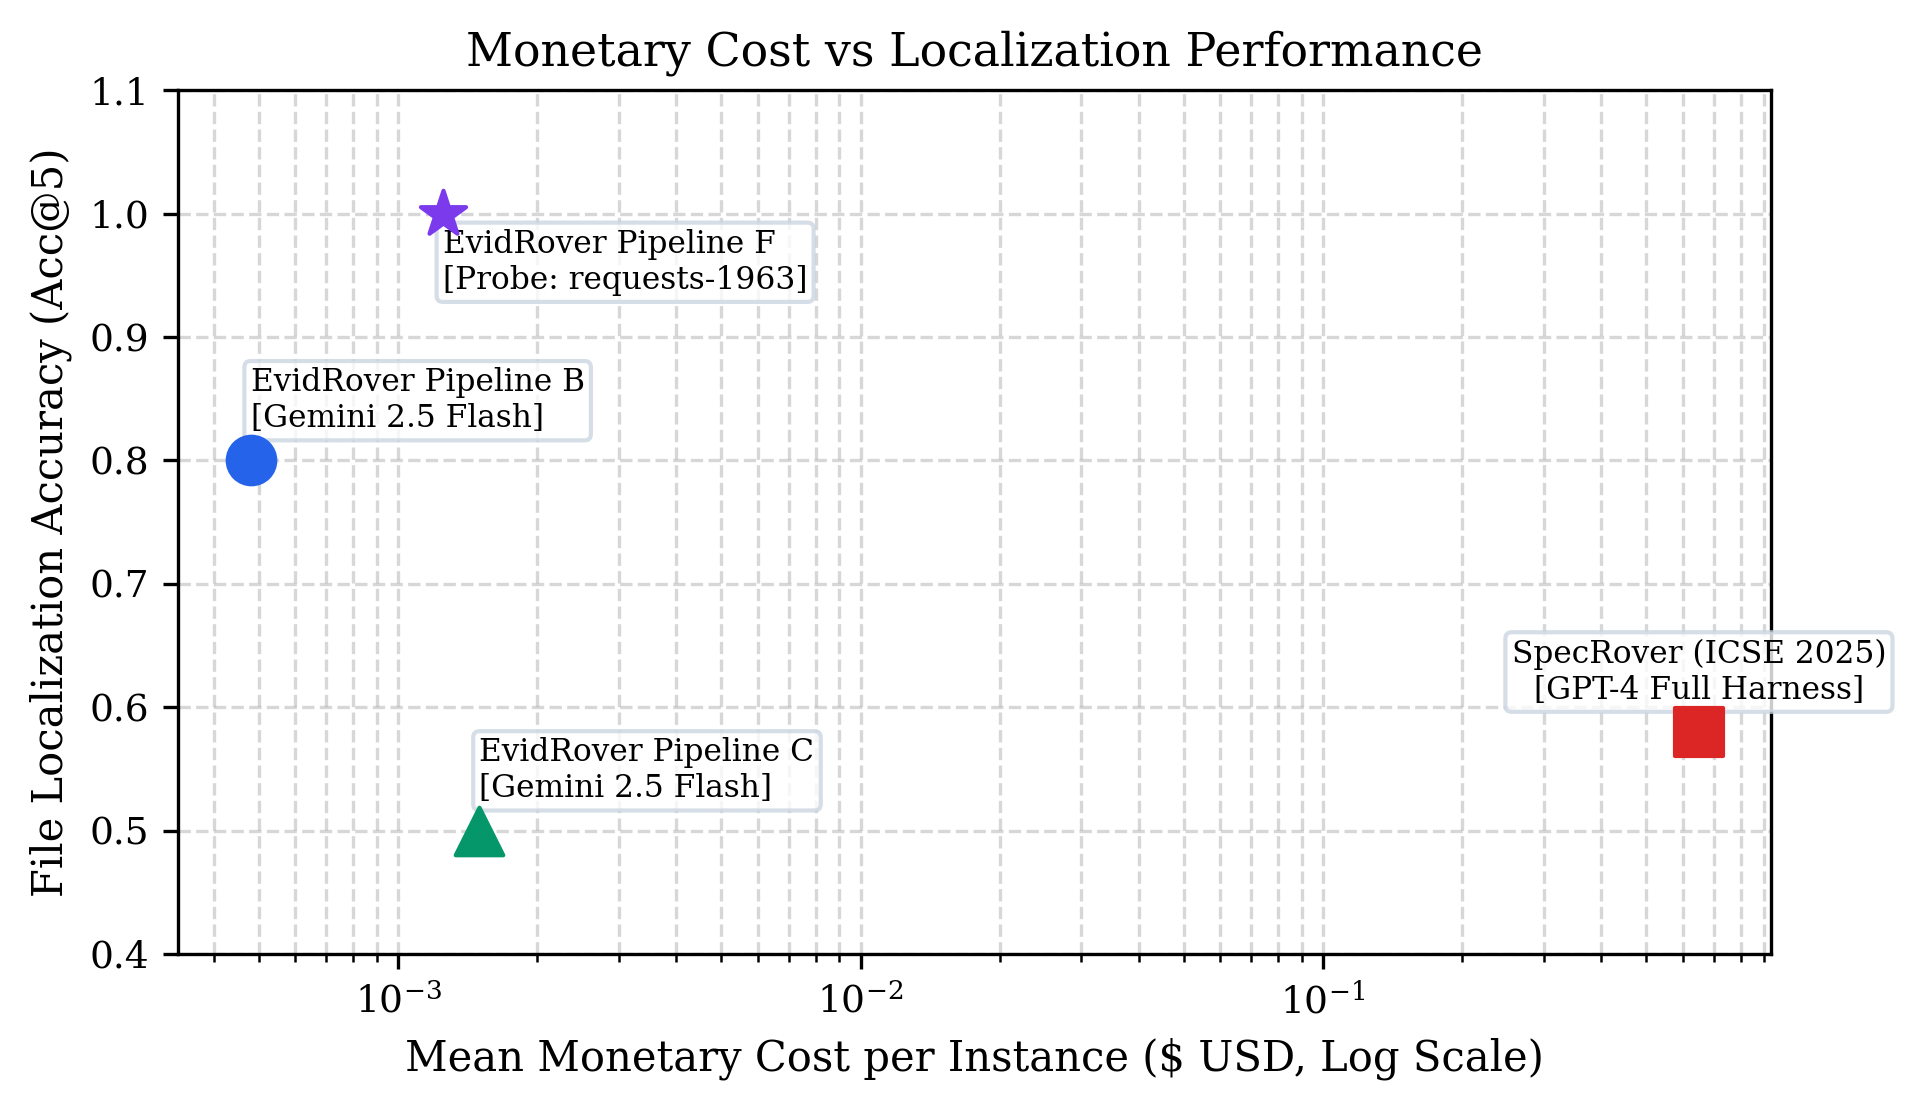 Monetary Cost vs Localization Performance
File Localization Accuracy (Acc@5)
1.1
1.0
0.9
0.8
0.7
0.6
0.5
0.4
EvidRover Pipeline F
[Probe: requests-1963]
EvidRover Pipeline B
[Gemini 2.5 Flash]
SpecRover (ICSE 2025)
[GPT-4 Full Harness]
EvidRover Pipeline C
[Gemini 2.5 Flash]
10⁻³ 10⁻² 10⁻¹
Mean Monetary Cost per Instance ($ USD, Log Scale)